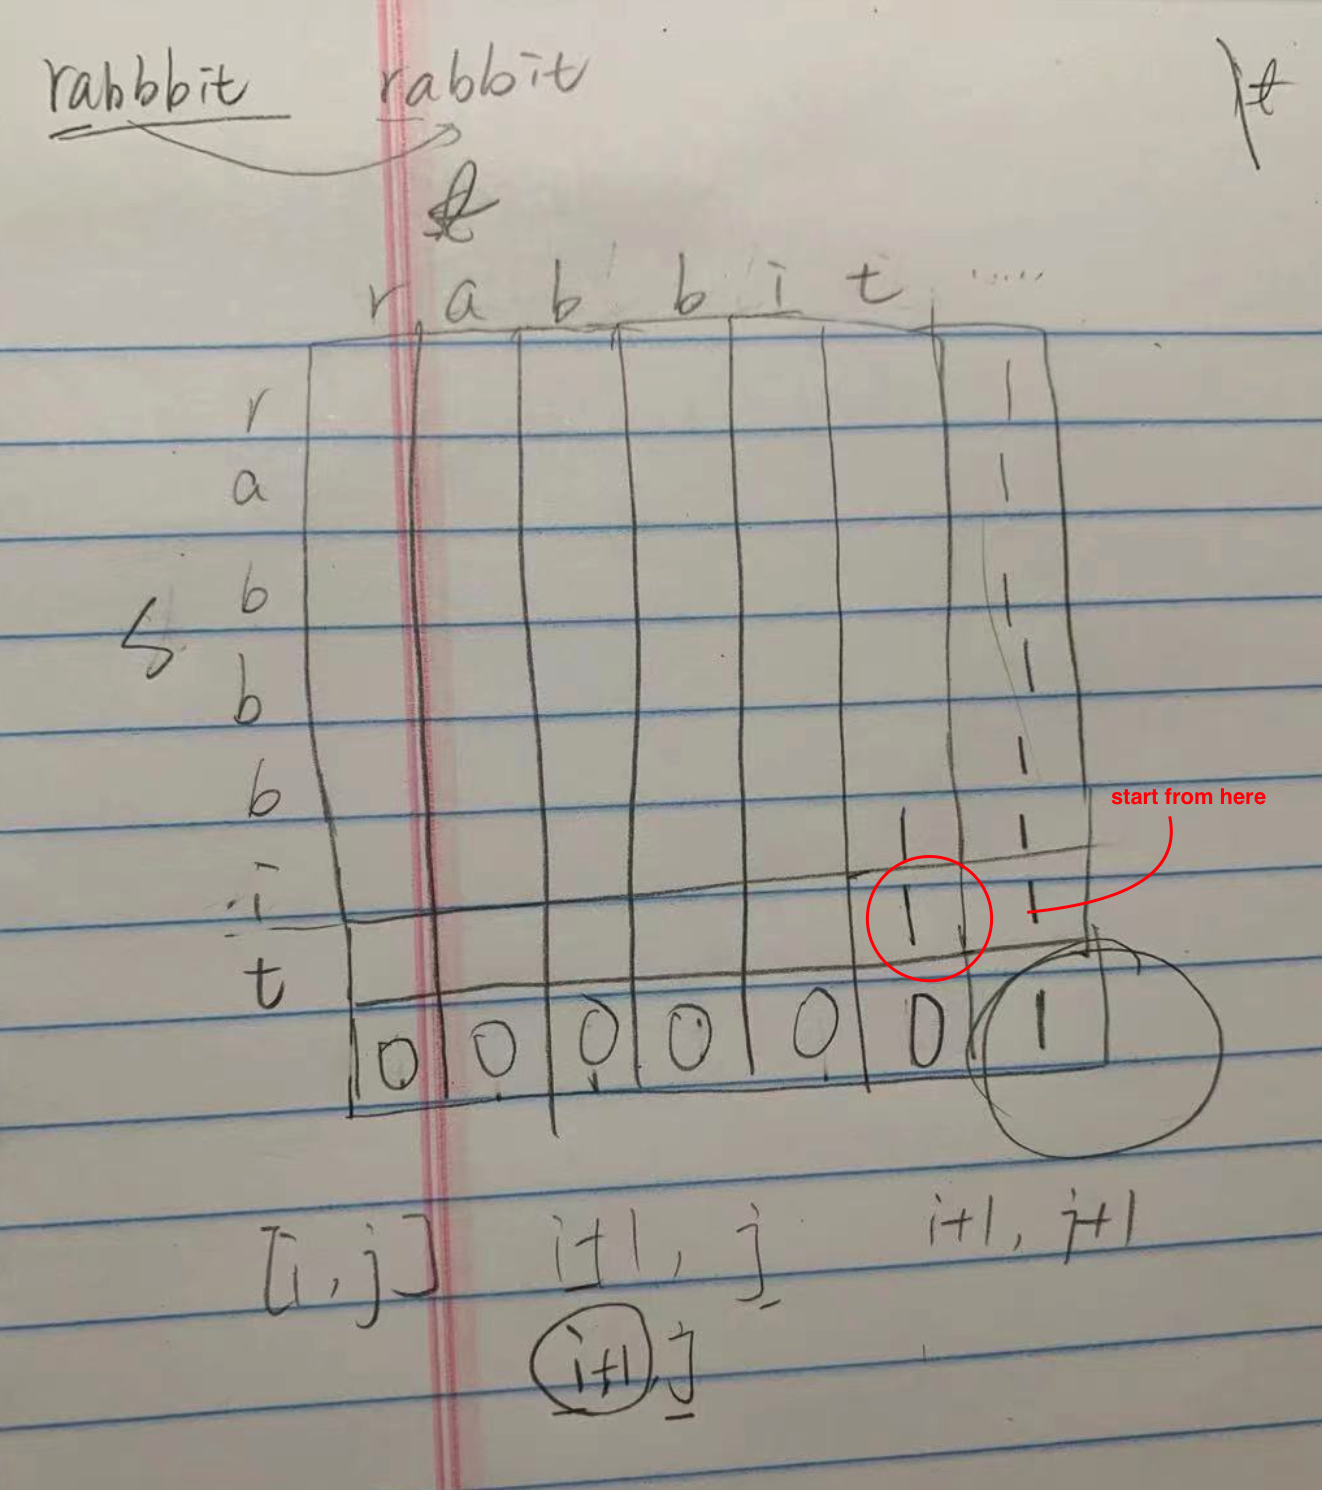 rabbbit rabbit
t
t
r a b b i t .....
r 1
a 1
S
b 1
b 1
b 1
start from here
i 1 1
t 1 1
0 0 0 0 0 0 1
[i, j] i+1, j i+1, j+1
i+1, j